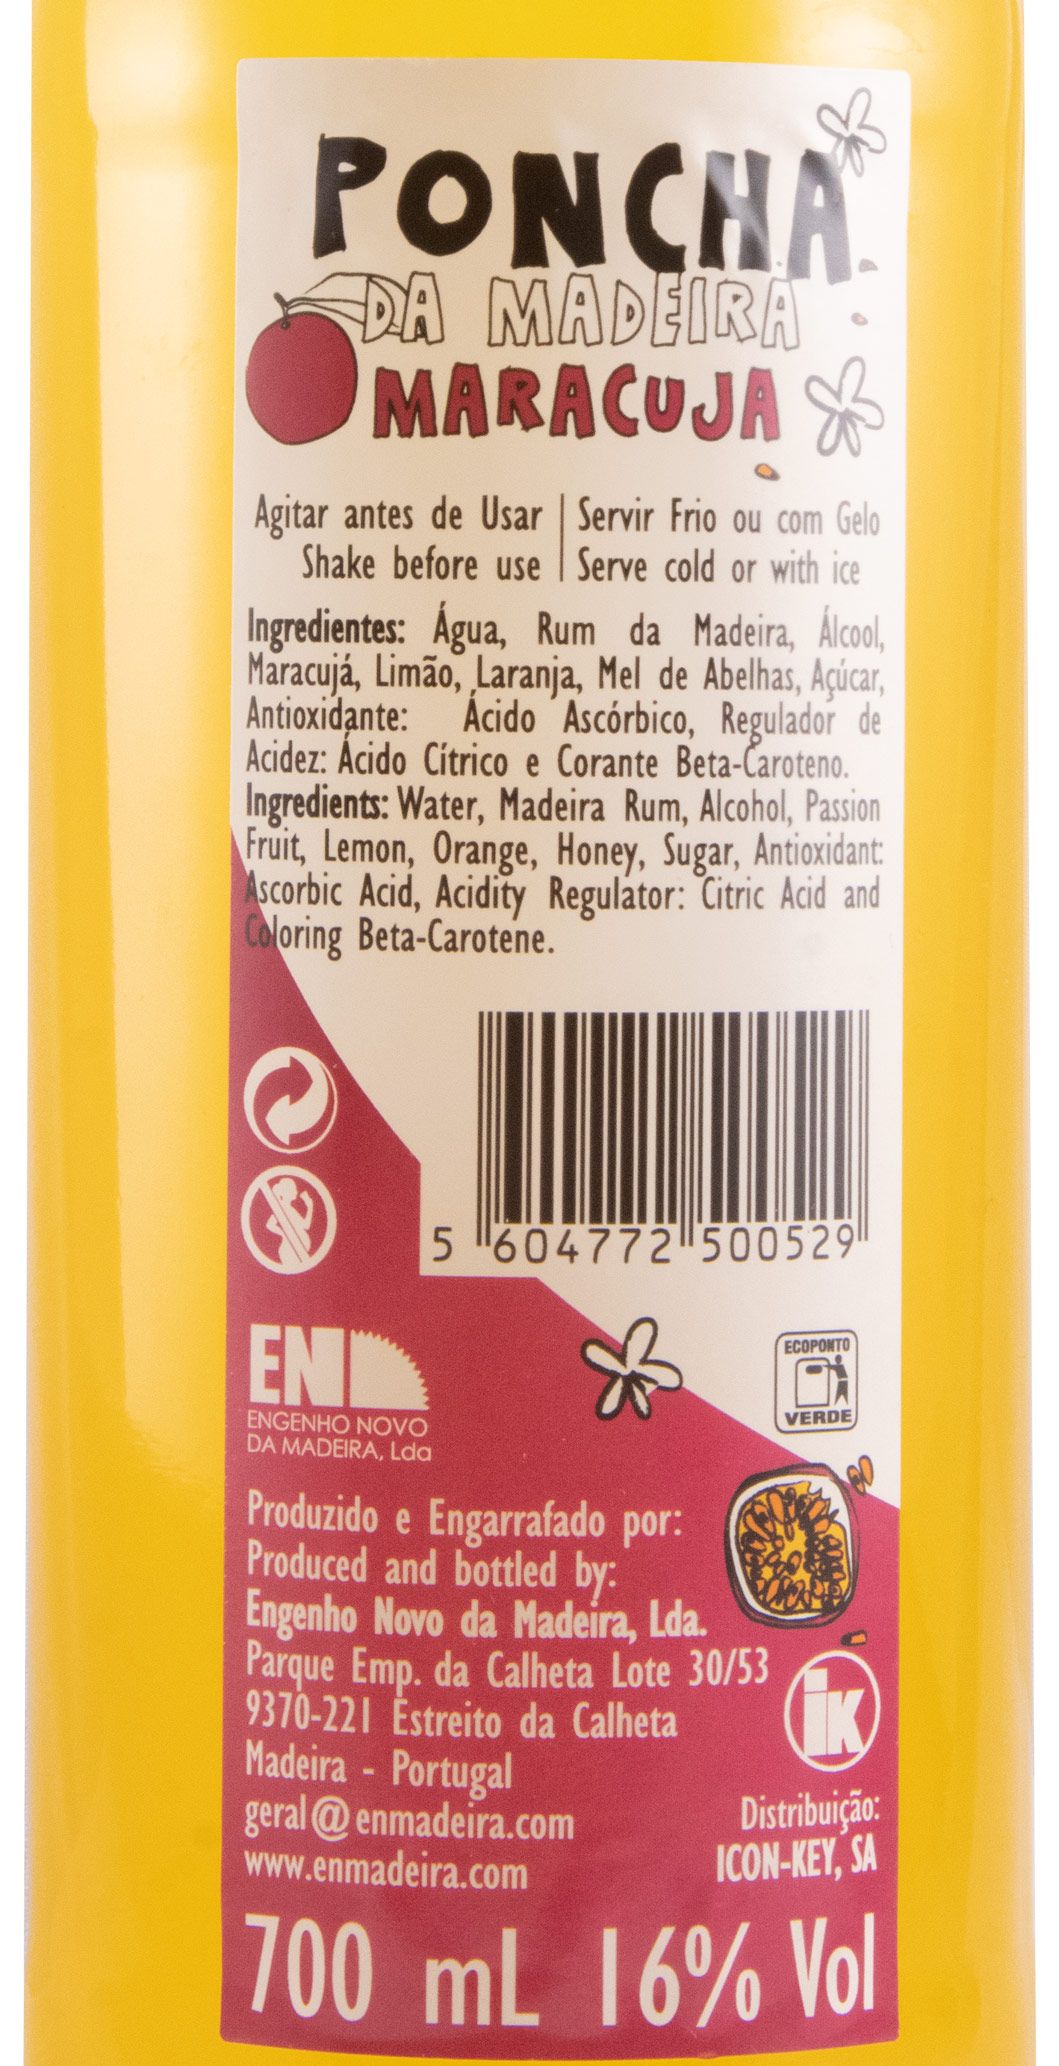 PONCHA
DA MADEIRA
MARACUJA
Agitar antes de Usar | Servir Frio ou com Gelo
Shake before use | Serve cold or with ice
Ingredientes: Água, Rum da Madeira, Álcool,
Maracujá, Limão, Laranja, Mel de Abelhas, Açúcar,
Antioxidante: Ácido Ascórbico, Regulador de
Acidez: Ácido Cítrico e Corante Beta-Caroteno.
Ingredients: Water, Madeira Rum, Alcohol, Passion
Fruit, Lemon, Orange, Honey, Sugar, Antioxidant:
Ascorbic Acid, Acidity Regulator: Citric Acid and
Coloring Beta-Carotene.
5 604772 500529
EN
ENGENHO NOVO
DA MADEIRA, Lda
ECOPONTO
VERDE
Produzido e Engarrafado por:
Produced and bottled by:
Engenho Novo da Madeira, Lda.
Parque Emp. da Calheta Lote 30/53
9370-221 Estreito da Calheta
Madeira - Portugal
geral@enmadeira.com
www.enmadeira.com
ik
Distribuição:
ICON-KEY, SA
700 mL 16% Vol